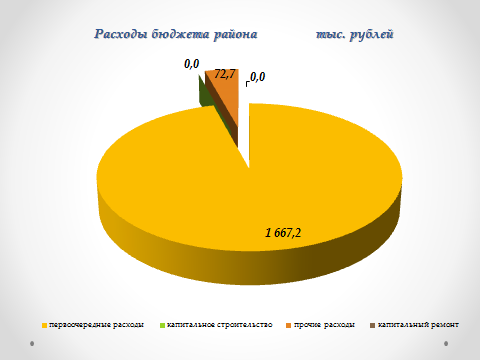 Расходы бюджета района тыс. рублей
0,0
72,7
0,0
1 667,2
первоочередные расходы
капитальное строительство
прочие расходы
капитальный ремонт